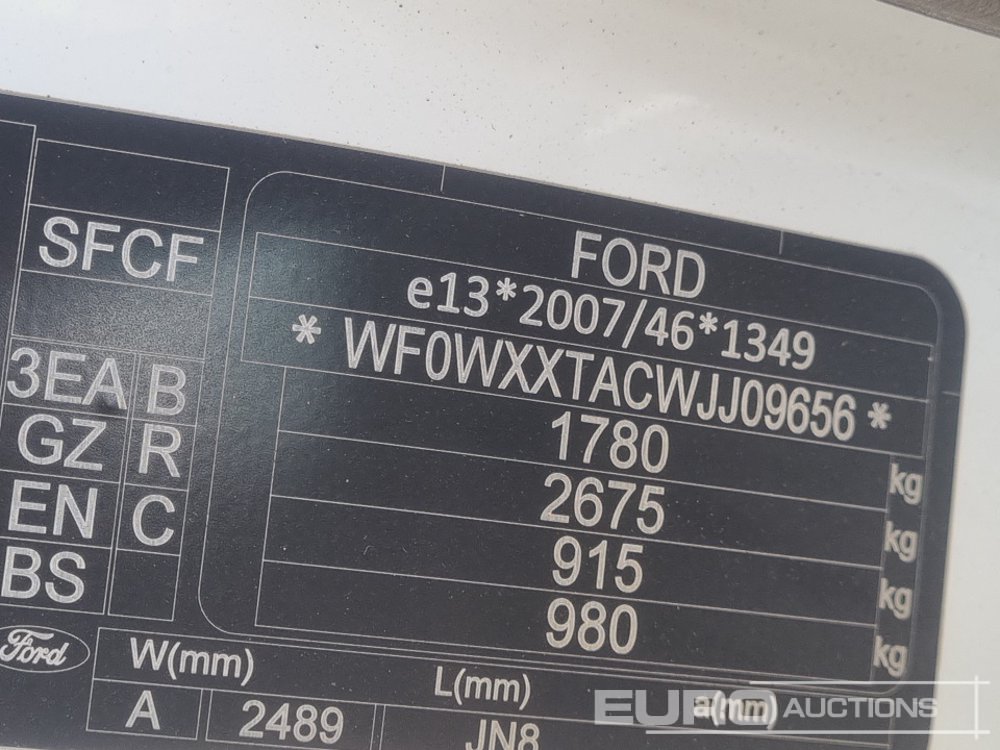 FORD
e13*2007/46*1349
* WF0WXXTACWJJ09656 *
1780 kg
2675 kg
915 kg
980 kg
SFCF
3EA B
GZ R
EN C
BS
Ford
W(mm) L(mm) a(mm)
A 2489 JN8
EURO AUCTIONS